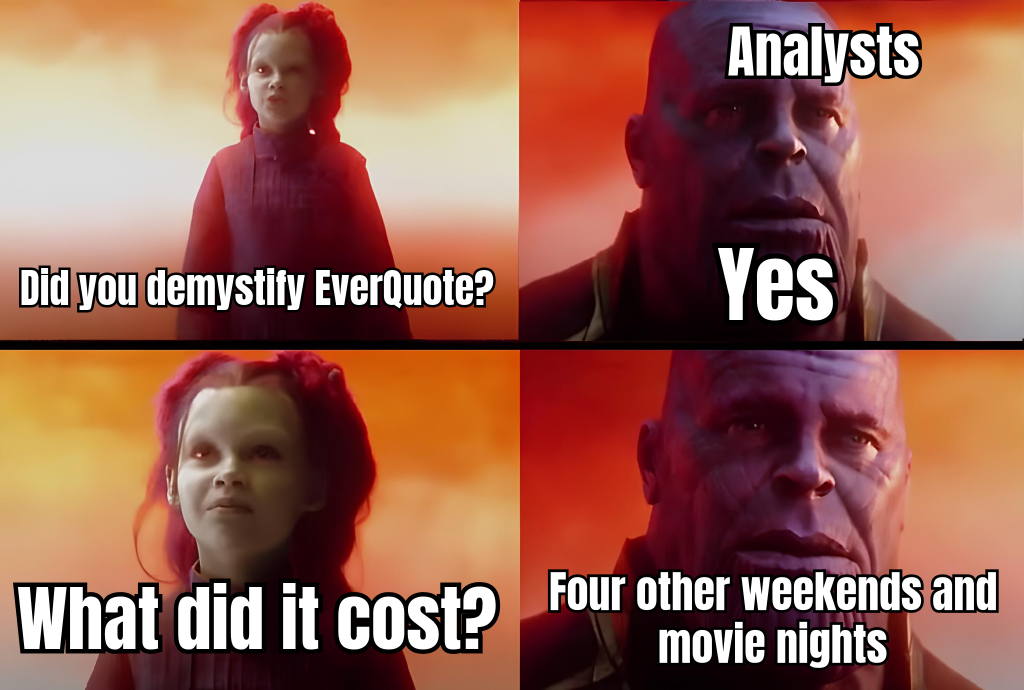 Did you demystify EverQuote?
Analysts
Yes
What did it cost?
Four other weekends and
movie nights